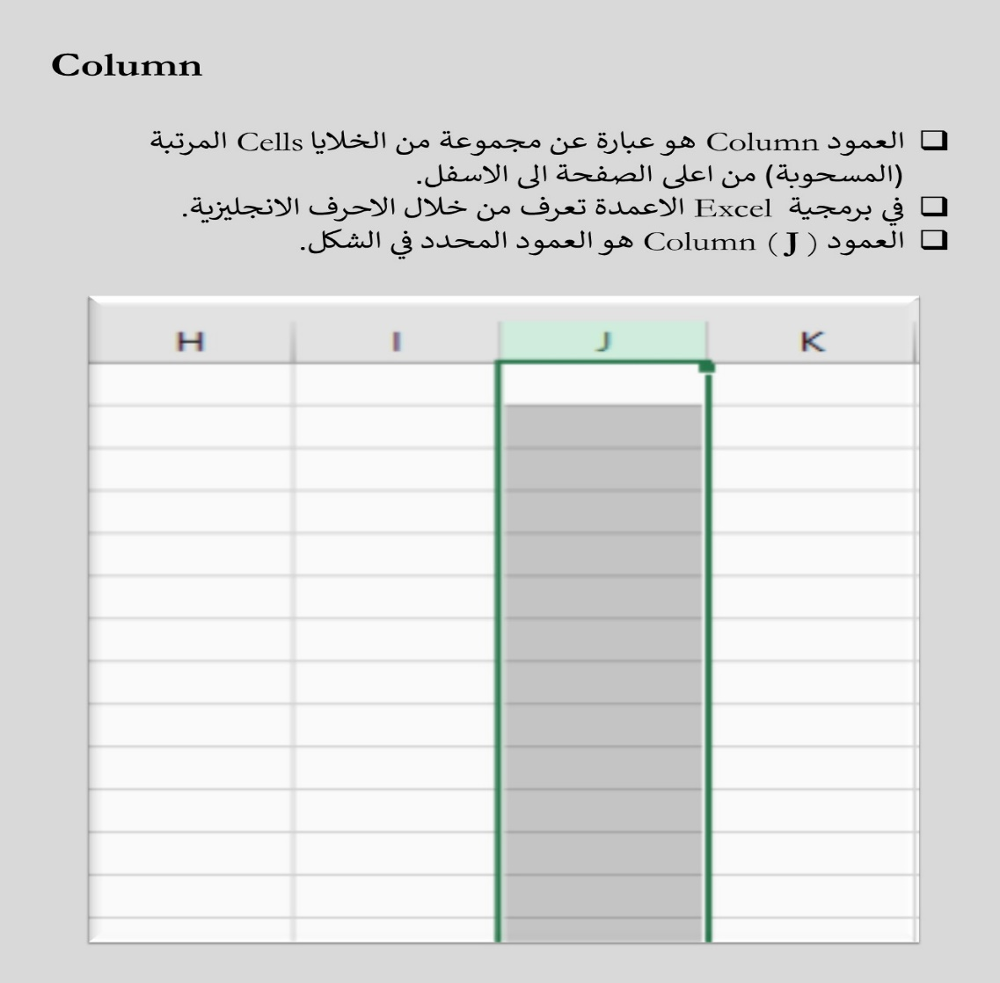 Column
❑ العمود Column هو عبارة عن مجموعة من الخلايا Cells المرتبة
(المسحوبة) من اعلى الصفحة الى الاسفل.
❑ في برمجية Excel الاعمدة تعرف من خلال الاحرف الانجليزية.
❑ العمود ( J ) Column هو العمود المحدد في الشكل.
H I J K